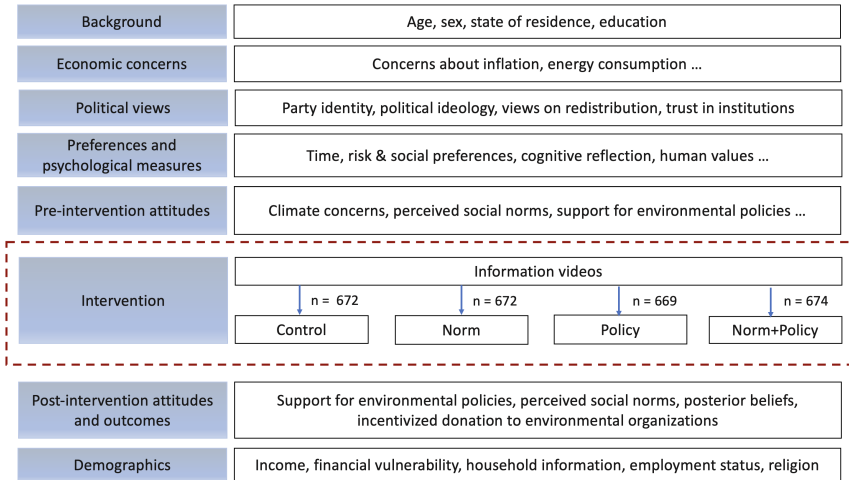 Background
Age, sex, state of residence, education
Economic concerns
Concerns about inflation, energy consumption ...
Political views
Party identity, political ideology, views on redistribution, trust in institutions
Preferences and
psychological measures
Time, risk & social preferences, cognitive reflection, human values ...
Pre-intervention attitudes
Climate concerns, perceived social norms, support for environmental policies ...
Intervention
Information videos
n = 672
n = 672
n = 669
n = 674
Control
Norm
Policy
Norm+Policy
Post-intervention attitudes
and outcomes
Support for environmental policies, perceived social norms, posterior beliefs,
incentivized donation to environmental organizations
Demographics
Income, financial vulnerability, household information, employment status, religion